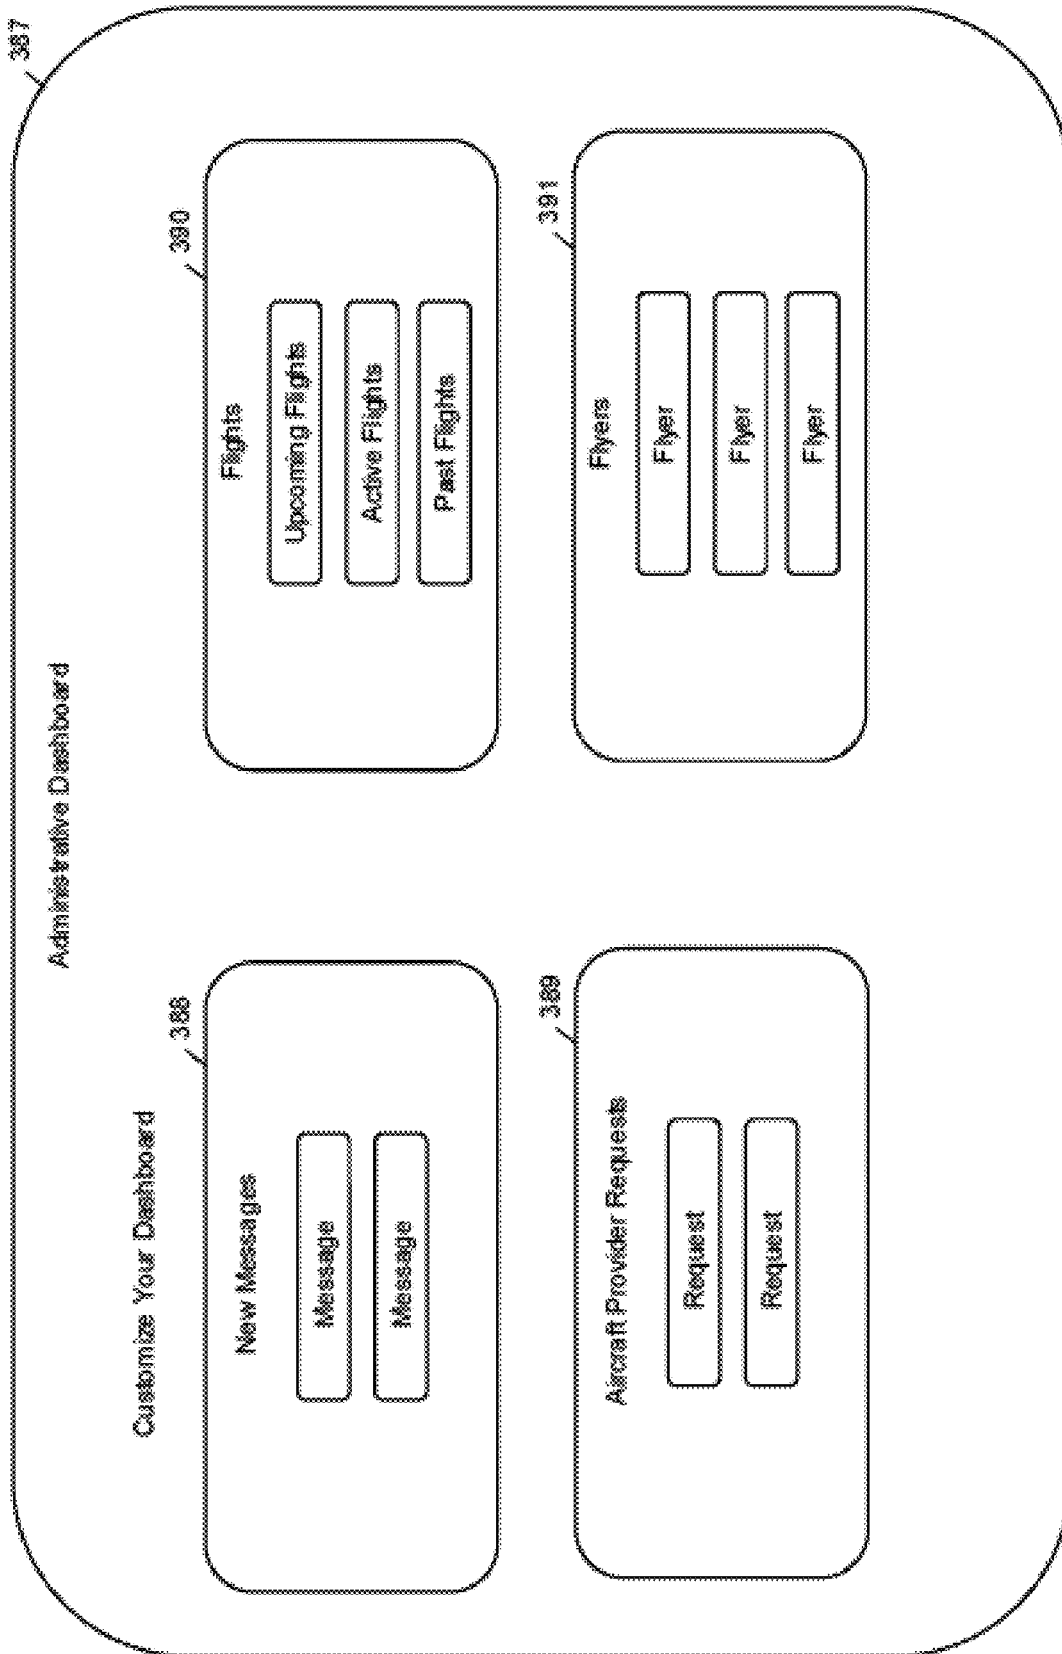 387
Administrative Dashboard
Customize Your Dashboard
388
New Messages
Message
Message
390
Flights
Upcoming Flights
Active Flights
Past Flights
389
Aircraft Provider Requests
Request
Request
391
Flyers
Flyer
Flyer
Flyer